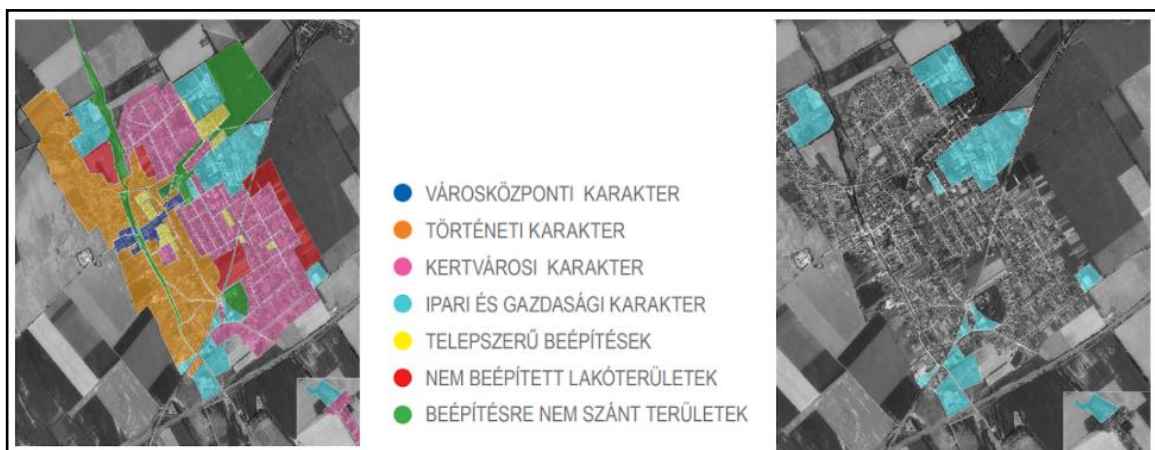 VÁROSKÖZPONTI KARAKTER
TÖRTÉNETI KARAKTER
KERTVÁROSI KARAKTER
IPARI ÉS GAZDASÁGI KARAKTER
TELEPSZERŰ BEÉPÍTÉSEK
NEM BEÉPÍTETT LAKÓTERÜLETEK
BEÉPÍTÉSRE NEM SZÁNT TERÜLETEK